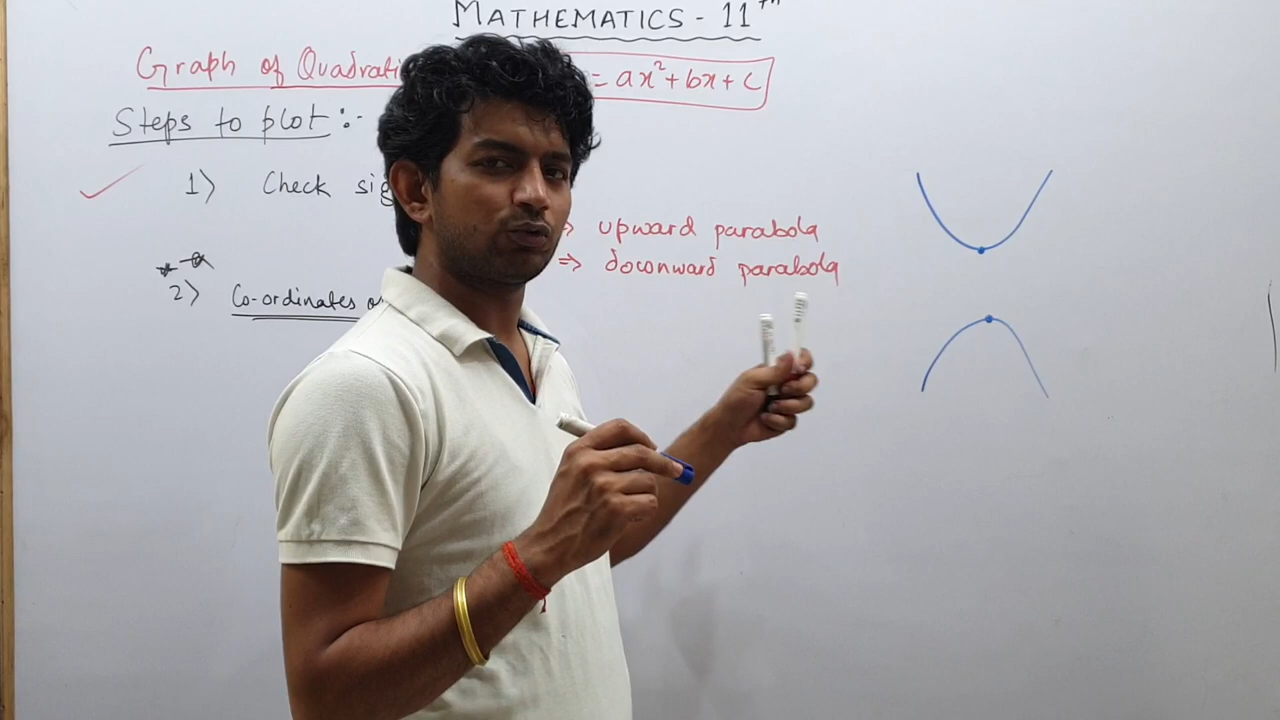 MATHEMATICS - 11th
Graph of Quadrati = ax²+bx+c
Steps to plot :-
1) Check sig
=> upward parabola
=> downward parabola
2) Co-ordinates o